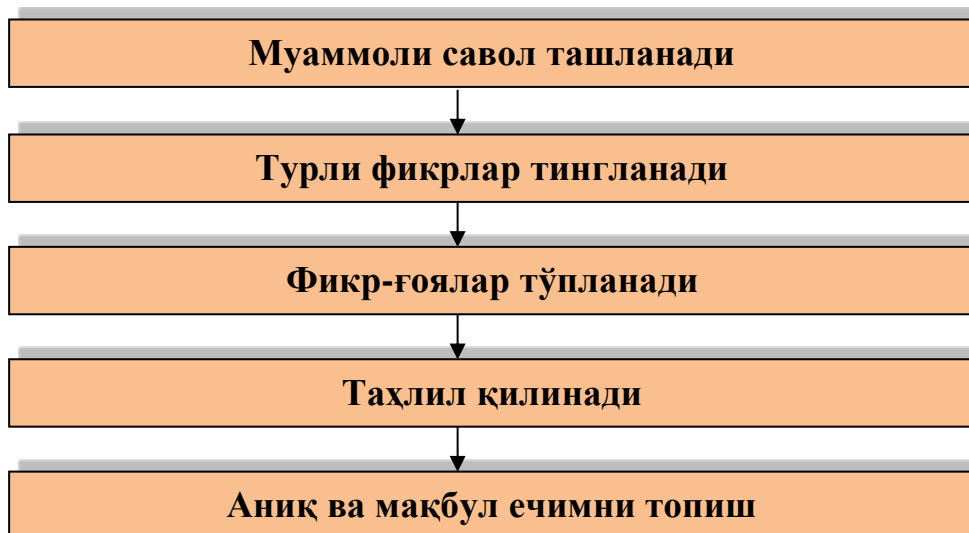 Муаммоли савол ташланади
Турли фикрлар тингланади
Фикр-ғоялар тўпланади
Таҳлил қилинади
Аниқ ва мақбул ечимни топиш